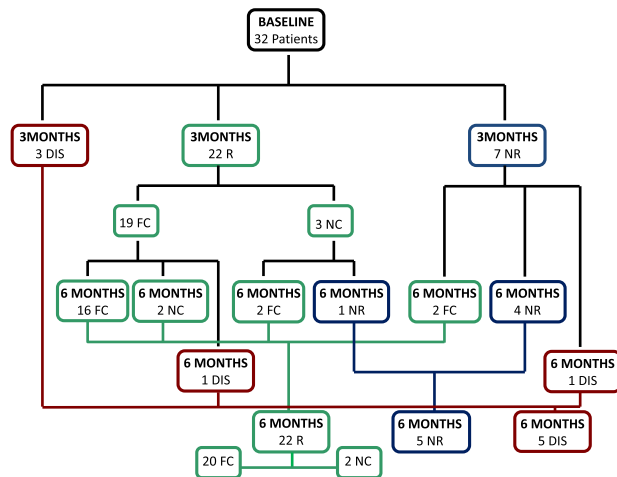 BASELINE
32 Patients
3MONTHS
3 DIS
3MONTHS
22 R
3MONTHS
7 NR
19 FC
3 NC
6 MONTHS
16 FC
6 MONTHS
2 NC
6 MONTHS
2 FC
6 MONTHS
1 NR
6 MONTHS
2 FC
6 MONTHS
4 NR
6 MONTHS
1 DIS
6 MONTHS
1 DIS
6 MONTHS
22 R
6 MONTHS
5 NR
6 MONTHS
5 DIS
20 FC
2 NC